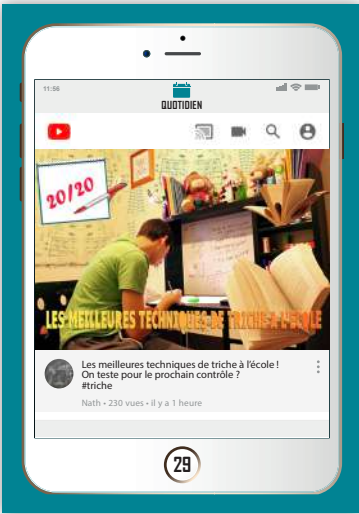 11:56
QUOTIDIEN
20/20
LES MEILLEURES TECHNIQUES DE TRICHE A L'ÉCOLE
Les meilleures techniques de triche à l'école !
On teste pour le prochain contrôle ?
#triche
Nath • 230 vues • il y a 1 heure
29